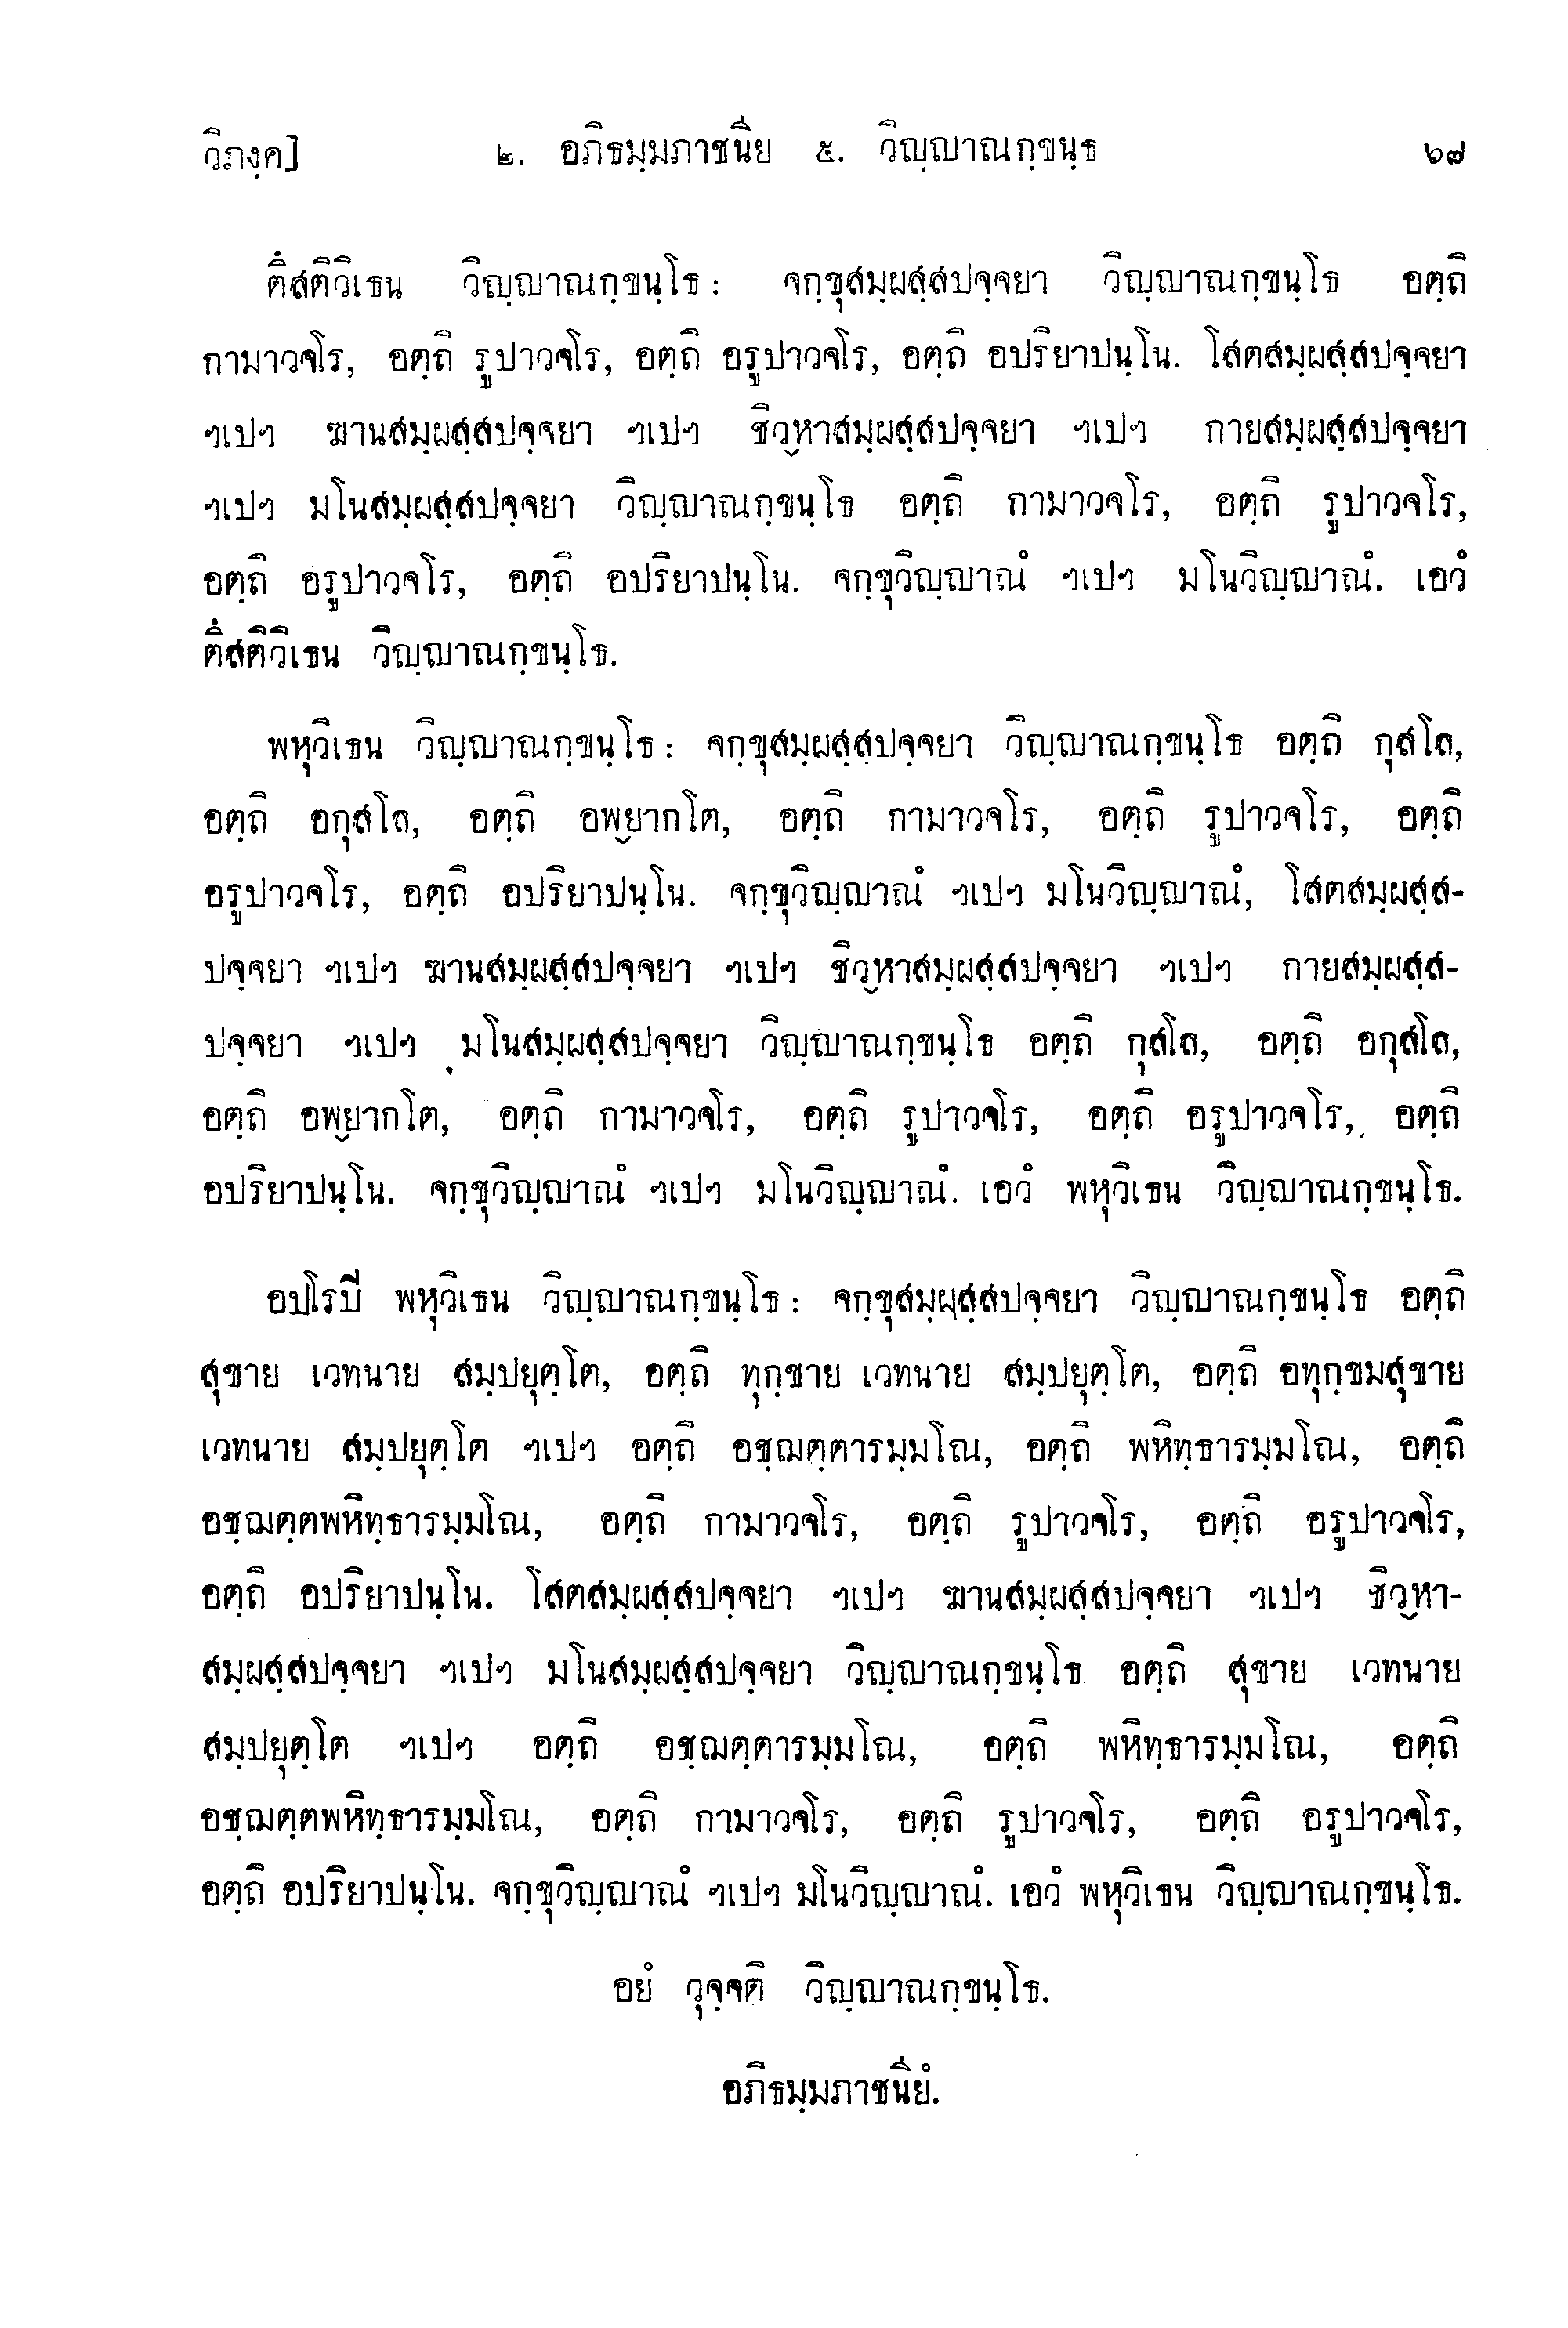 วิภงฺค] ๒. อภิธมฺมภาชนีย ๕. วิญฺญาณกฺขนฺธ ๖๗
ตึสติวิเธน วิญฺญาณกฺขนฺโธ : จกฺขุสมฺผสฺสปจฺจยา วิญฺญาณกฺขนฺโธ อตฺถิ
กามาวจโร, อตฺถิ รูปาวจโร, อตฺถิ อรูปาวจโร, อตฺถิ อปริยาปนฺโน. โสตสมฺผสฺสปจฺจยา
ฯเปฯ ฆานสมฺผสฺสปจฺจยา ฯเปฯ ชิวฺหาสมฺผสฺสปจฺจยา ฯเปฯ กายสมฺผสฺสปจฺจยา
ฯเปฯ มโนสมฺผสฺสปจฺจยา วิญฺญาณกฺขนฺโธ อตฺถิ กามาวจโร, อตฺถิ รูปาวจโร,
อตฺถิ อรูปาวจโร, อตฺถิ อปริยาปนฺโน. จกฺขุวิญฺญาณํ ฯเปฯ มโนวิญฺญาณํ. เอวํ
ตึสติวิเธน วิญฺญาณกฺขนฺโธ.
พหุวิเธน วิญฺญาณกฺขนฺโธ : จกฺขุสมฺผสฺสปจฺจยา วิญฺญาณกฺขนฺโธ อตฺถิ กุสโล,
อตฺถิ อกุสโล, อตฺถิ อพฺยากโต, อตฺถิ กามาวจโร, อตฺถิ รูปาวจโร, อตฺถิ
อรูปาวจโร, อตฺถิ อปริยาปนฺโน. จกฺขุวิญฺญาณํ ฯเปฯ มโนวิญฺญาณํ, โสตสมฺผสฺส-
ปจฺจยา ฯเปฯ ฆานสมฺผสฺสปจฺจยา ฯเปฯ ชิวฺหาสมฺผสฺสปจฺจยา ฯเปฯ กายสมฺผสฺส-
ปจฺจยา ฯเปฯ มโนสมฺผสฺสปจฺจยา วิญฺญาณกฺขนฺโธ อตฺถิ กุสโล, อตฺถิ อกุสโล,
อตฺถิ อพฺยากโต, อตฺถิ กามาวจโร, อตฺถิ รูปาวจโร, อตฺถิ อรูปาวจโร, อตฺถิ
อปริยาปนฺโน. จกฺขุวิญฺญาณํ ฯเปฯ มโนวิญฺญาณํ. เอวํ พหุวิเธน วิญฺญาณกฺขนฺโธ.
อปโรปิ พหุวิเธน วิญฺญาณกฺขนฺโธ : จกฺขุสมฺผสฺสปจฺจยา วิญฺญาณกฺขนฺโธ อตฺถิ
สุขาย เวทนาย สมฺปยุตฺโต, อตฺถิ ทุกฺขาย เวทนาย สมฺปยุตฺโต, อตฺถิ อทุกฺขมสุขาย
เวทนาย สมฺปยุตฺโต ฯเปฯ อตฺถิ อชฺฌตฺตารมฺมโณ, อตฺถิ พหิทฺธารมฺมโณ, อตฺถิ
อชฺฌตฺตพหิทฺธารมฺมโณ, อตฺถิ กามาวจโร, อตฺถิ รูปาวจโร, อตฺถิ อรูปาวจโร,
อตฺถิ อปริยาปนฺโน. โสตสมฺผสฺสปจฺจยา ฯเปฯ ฆานสมฺผสฺสปจฺจยา ฯเปฯ ชิวฺหา-
สมฺผสฺสปจฺจยา ฯเปฯ มโนสมฺผสฺสปจฺจยา วิญฺญาณกฺขนฺโธ อตฺถิ สุขาย เวทนาย
สมฺปยุตฺโต ฯเปฯ อตฺถิ อชฺฌตฺตารมฺมโณ, อตฺถิ พหิทฺธารมฺมโณ, อตฺถิ
อชฺฌตฺตพหิทฺธารมฺมโณ, อตฺถิ กามาวจโร, อตฺถิ รูปาวจโร, อตฺถิ อรูปาวจโร,
อตฺถิ อปริยาปนฺโน. จกฺขุวิญฺญาณํ ฯเปฯ มโนวิญฺญาณํ. เอวํ พหุวิเธน วิญฺญาณกฺขนฺโธ.
อยํ วุจฺจติ วิญฺญาณกฺขนฺโธ.
อภิธมฺมภาชนียํ.